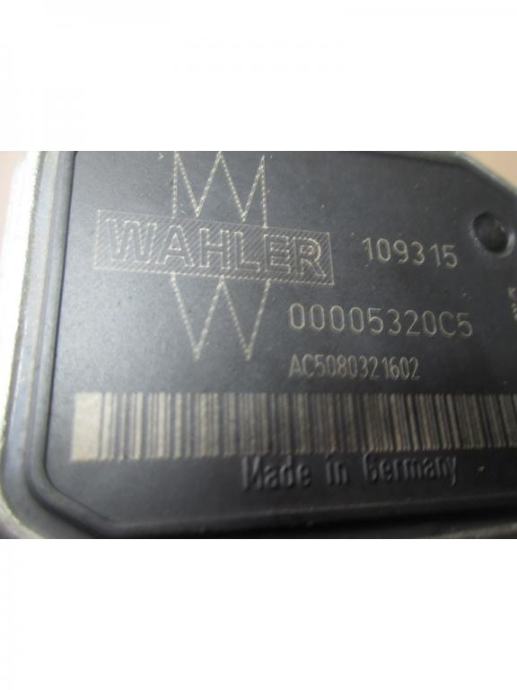 WAHLER 109315
00005320C5
AC5080321602
Made in Germany